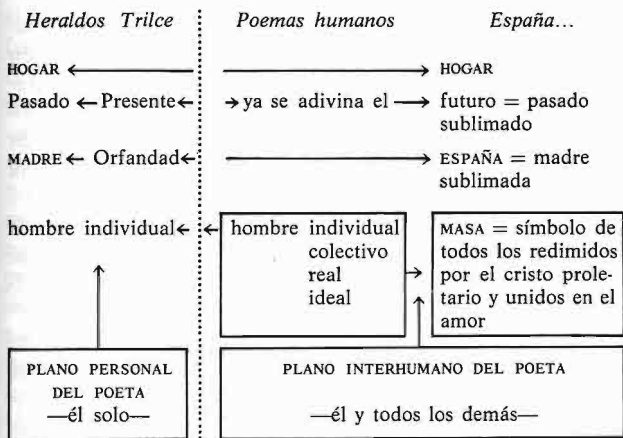 Heraldos Trilce Poemas humanos España...
HOGAR ← → HOGAR
Pasado ← Presente ← → ya se adivina el → futuro = pasado
sublimado
MADRE ← Orfandad ← → ESPAÑA = madre
sublimada
hombre individual ← ← hombre individual MASA = símbolo de
colectivo todos los redimidos
real → por el cristo prole-
ideal tario y unidos en el
amor
PLANO PERSONAL PLANO INTERHUMANO DEL POETA
DEL POETA
—él solo— —él y todos los demás—